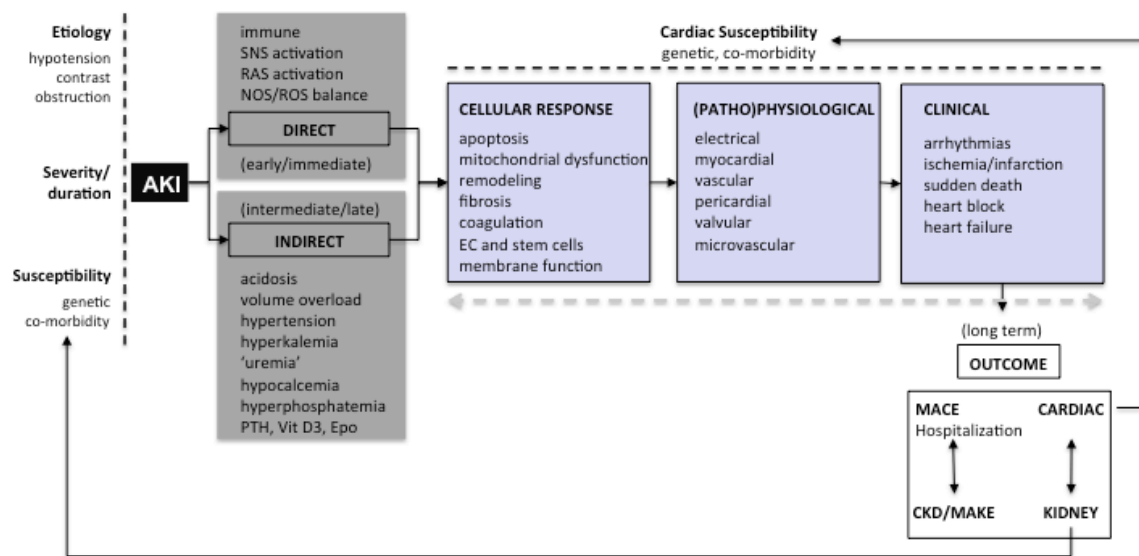 Etiology
hypotension
contrast
obstruction
Severity/
duration
Susceptibility
genetic
co-morbidity
AKI
immune
SNS activation
RAS activation
NOS/ROS balance
DIRECT
(early/immediate)
(intermediate/late)
INDIRECT
acidosis
volume overload
hypertension
hyperkalemia
‘uremia’
hypocalcemia
hyperphosphatemia
PTH, Vit D3, Epo
Cardiac Susceptibility
genetic, co-morbidity
CELLULAR RESPONSE
apoptosis
mitochondrial dysfunction
remodeling
fibrosis
coagulation
EC and stem cells
membrane function
(PATHO)PHYSIOLOGICAL
electrical
myocardial
vascular
pericardial
valvular
microvascular
CLINICAL
arrhythmias
ischemia/infarction
sudden death
heart block
heart failure
(long term)
OUTCOME
MACE
Hospitalization
CARDIAC
CKD/MAKE
KIDNEY